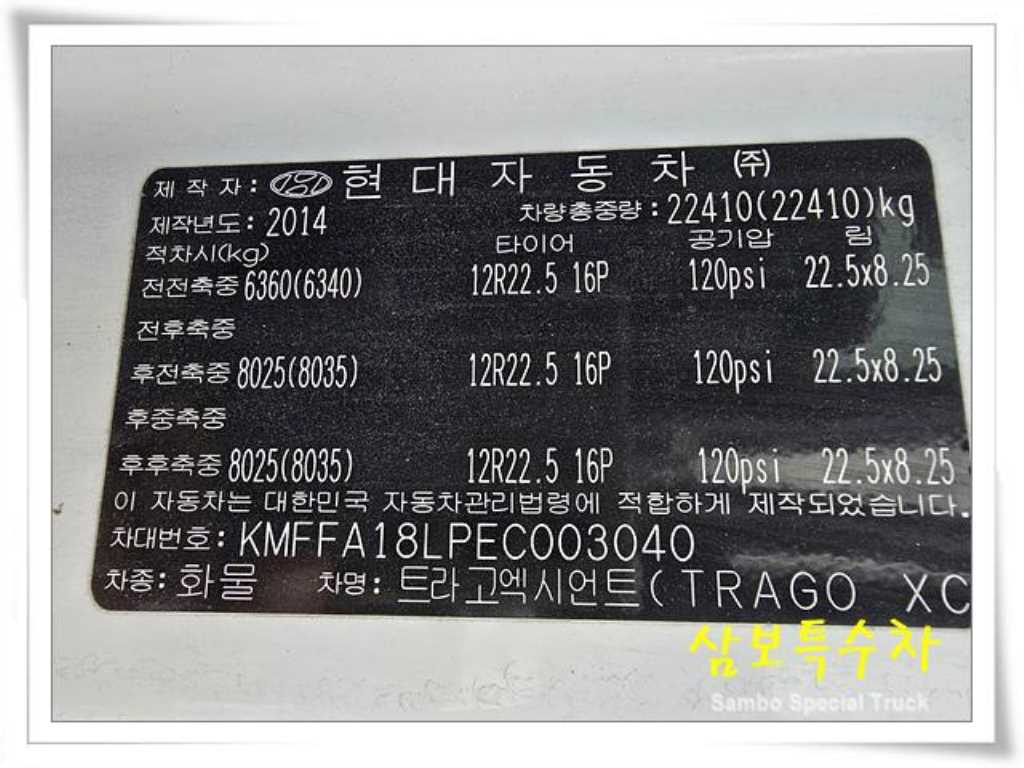 제작자: 현대자동차 (주)
제작년도: 2014 차량총중량: 22410(22410)kg
적차시(kg) 타이어 공기압 림
전전축중 6360(6340) 12R22.5 16P 120psi 22.5x8.25
전후축중
후전축중 8025(8035) 12R22.5 16P 120psi 22.5x8.25
후중축중
후후축중 8025(8035) 12R22.5 16P 120psi 22.5x8.25
이 자동차는 대한민국 자동차관리법령에 적합하게 제작되었습니다.
차대번호: KMFFA18LPEC003040
차종: 화물 차명: 트라고엑시언트(TRAGO XC
삼보특수차
Sambo Special Truck